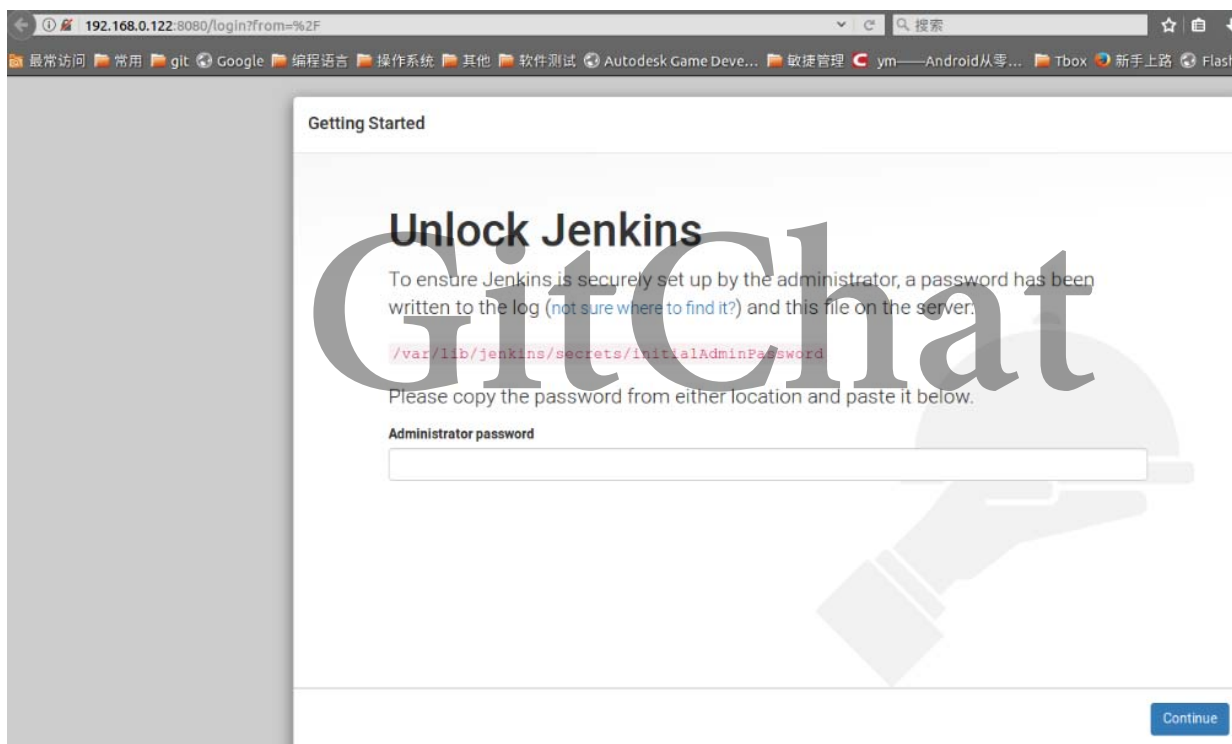 192.168.0.122:8080/login?from=%2F
搜索
最常访问 常用 git Google 编程语言 操作系统 其他 软件测试 Autodesk Game Deve... 敏捷管理 ym——Android从零... Tbox 新手上路 Flash
Getting Started
Unlock Jenkins
To ensure Jenkins is securely set up by the administrator, a password has been
written to the log (not sure where to find it?) and this file on the server:
/var/lib/jenkins/secrets/initialAdminPassword
Please copy the password from either location and paste it below.
Administrator password
Continue
GitChat